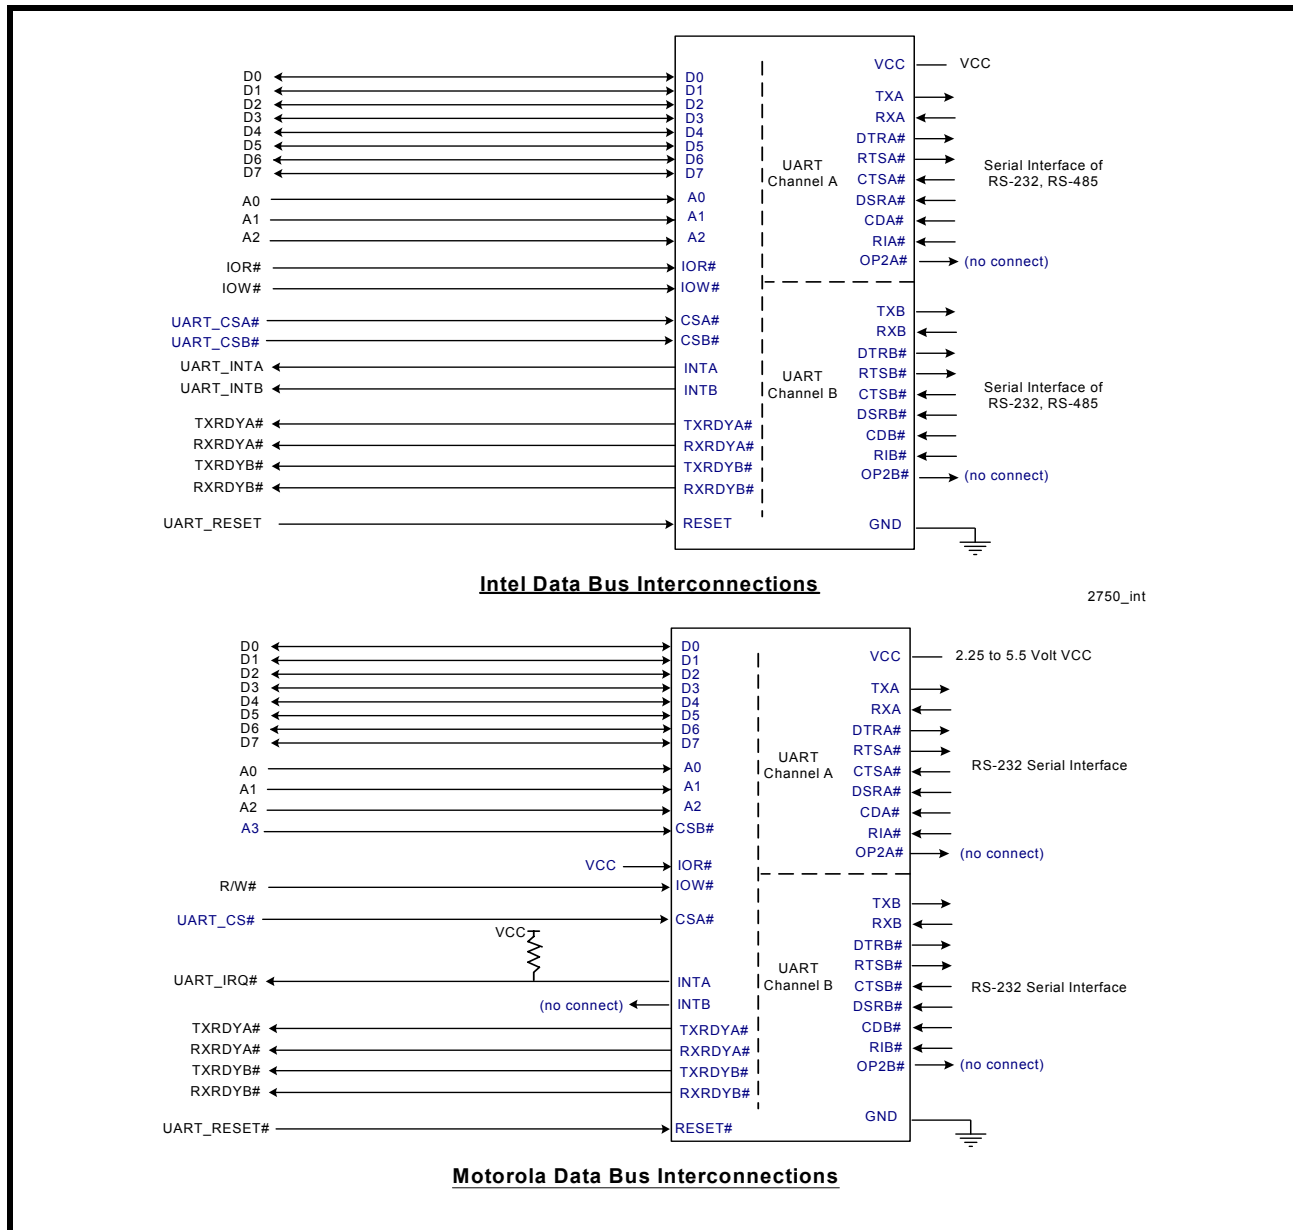 VCC VCC
D0 D0
D1 D1
D2 D2
D3 D3
D4 D4
D5 D5
D6 D6
D7 D7
A0 A0
A1 A1
A2 A2
IOR# IOR#
IOW# IOW#
UART_CSA# CSA#
UART_CSB# CSB#
UART_INTA INTA
UART_INTB INTB
TXRDYA# TXRDYA#
RXRDYA# RXRDYA#
TXRDYB# TXRDYB#
RXRDYB# RXRDYB#
UART_RESET RESET
UART
Channel A
TXA
RXA
DTRA#
RTSA#
CTSA#
DSRA#
CDA#
RIA#
OP2A# (no connect)
Serial Interface of
RS-232, RS-485
UART
Channel B
TXB
RXB
DTRB#
RTSB#
CTSB#
DSRB#
CDB#
RIB#
OP2B# (no connect)
Serial Interface of
RS-232, RS-485
GND
Intel Data Bus Interconnections
2750_int
VCC 2.25 to 5.5 Volt VCC
D0 D0
D1 D1
D2 D2
D3 D3
D4 D4
D5 D5
D6 D6
D7 D7
A0 A0
A1 A1
A2 A2
A3 CSB#
VCC IOR#
R/W# IOW#
UART_CS# CSA#
VCC
UART_IRQ# INTA
(no connect) INTB
TXRDYA# TXRDYA#
RXRDYA# RXRDYA#
TXRDYB# TXRDYB#
RXRDYB# RXRDYB#
UART_RESET# RESET#
UART
Channel A
TXA
RXA
DTRA#
RTSA#
CTSA#
DSRA#
CDA#
RIA#
OP2A# (no connect)
RS-232 Serial Interface
UART
Channel B
TXB
RXB
DTRB#
RTSB#
CTSB#
DSRB#
CDB#
RIB#
OP2B# (no connect)
RS-232 Serial Interface
GND
Motorola Data Bus Interconnections